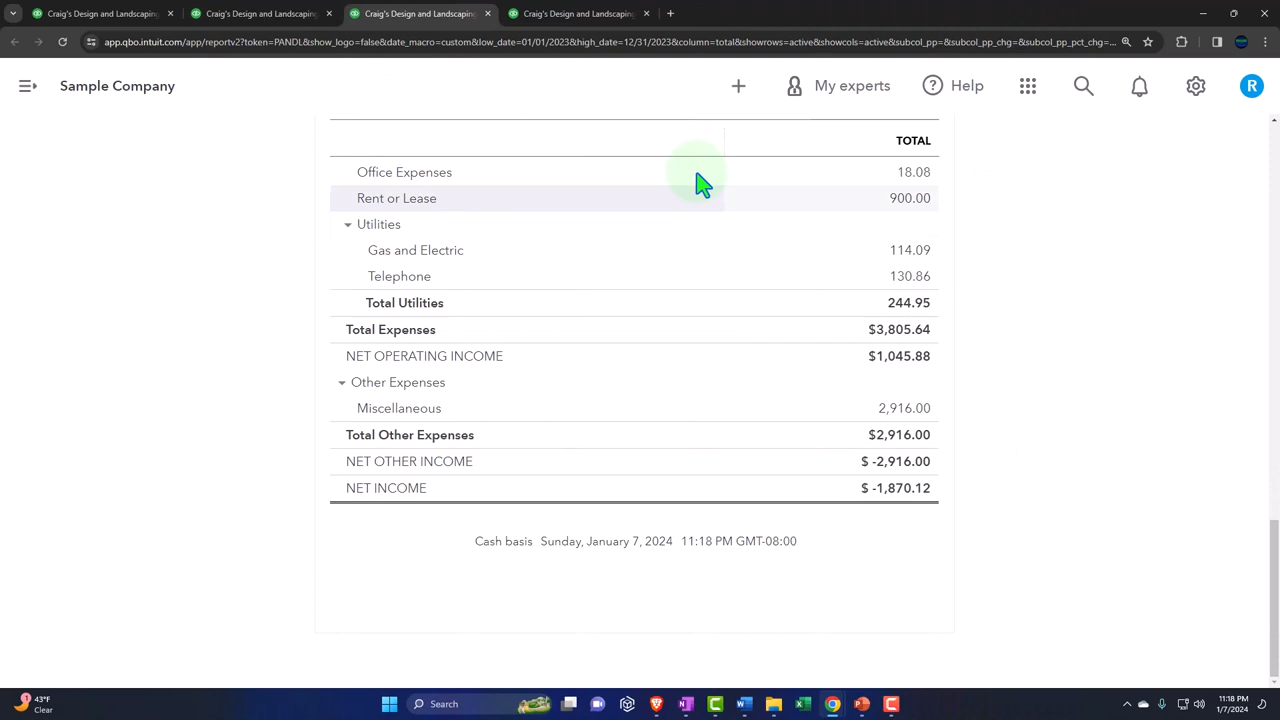 Craig's Design and Landscaping
Craig's Design and Landscaping
Craig's Design and Landscaping
Craig's Design and Landscaping
app.qbo.intuit.com/app/reportv2?token=PANDL&show_logo=false&date_macro=custom&low_date=01/01/2023&high_date=12/31/2023&column=total&showrows=active&showcols=active&subcol_pp=&subcol_pp_chg=&subcol_pp_pct_chg=...
Sample Company
My experts
Help
R
TOTAL
Office Expenses 18.08
Rent or Lease 900.00
Utilities
Gas and Electric 114.09
Telephone 130.86
Total Utilities 244.95
Total Expenses $3,805.64
NET OPERATING INCOME $1,045.88
Other Expenses
Miscellaneous 2,916.00
Total Other Expenses $2,916.00
NET OTHER INCOME $ -2,916.00
NET INCOME $ -1,870.12
Cash basis Sunday, January 7, 2024 11:18 PM GMT-08:00
1
43°F
Clear
Search
11:18 PM
1/7/2024